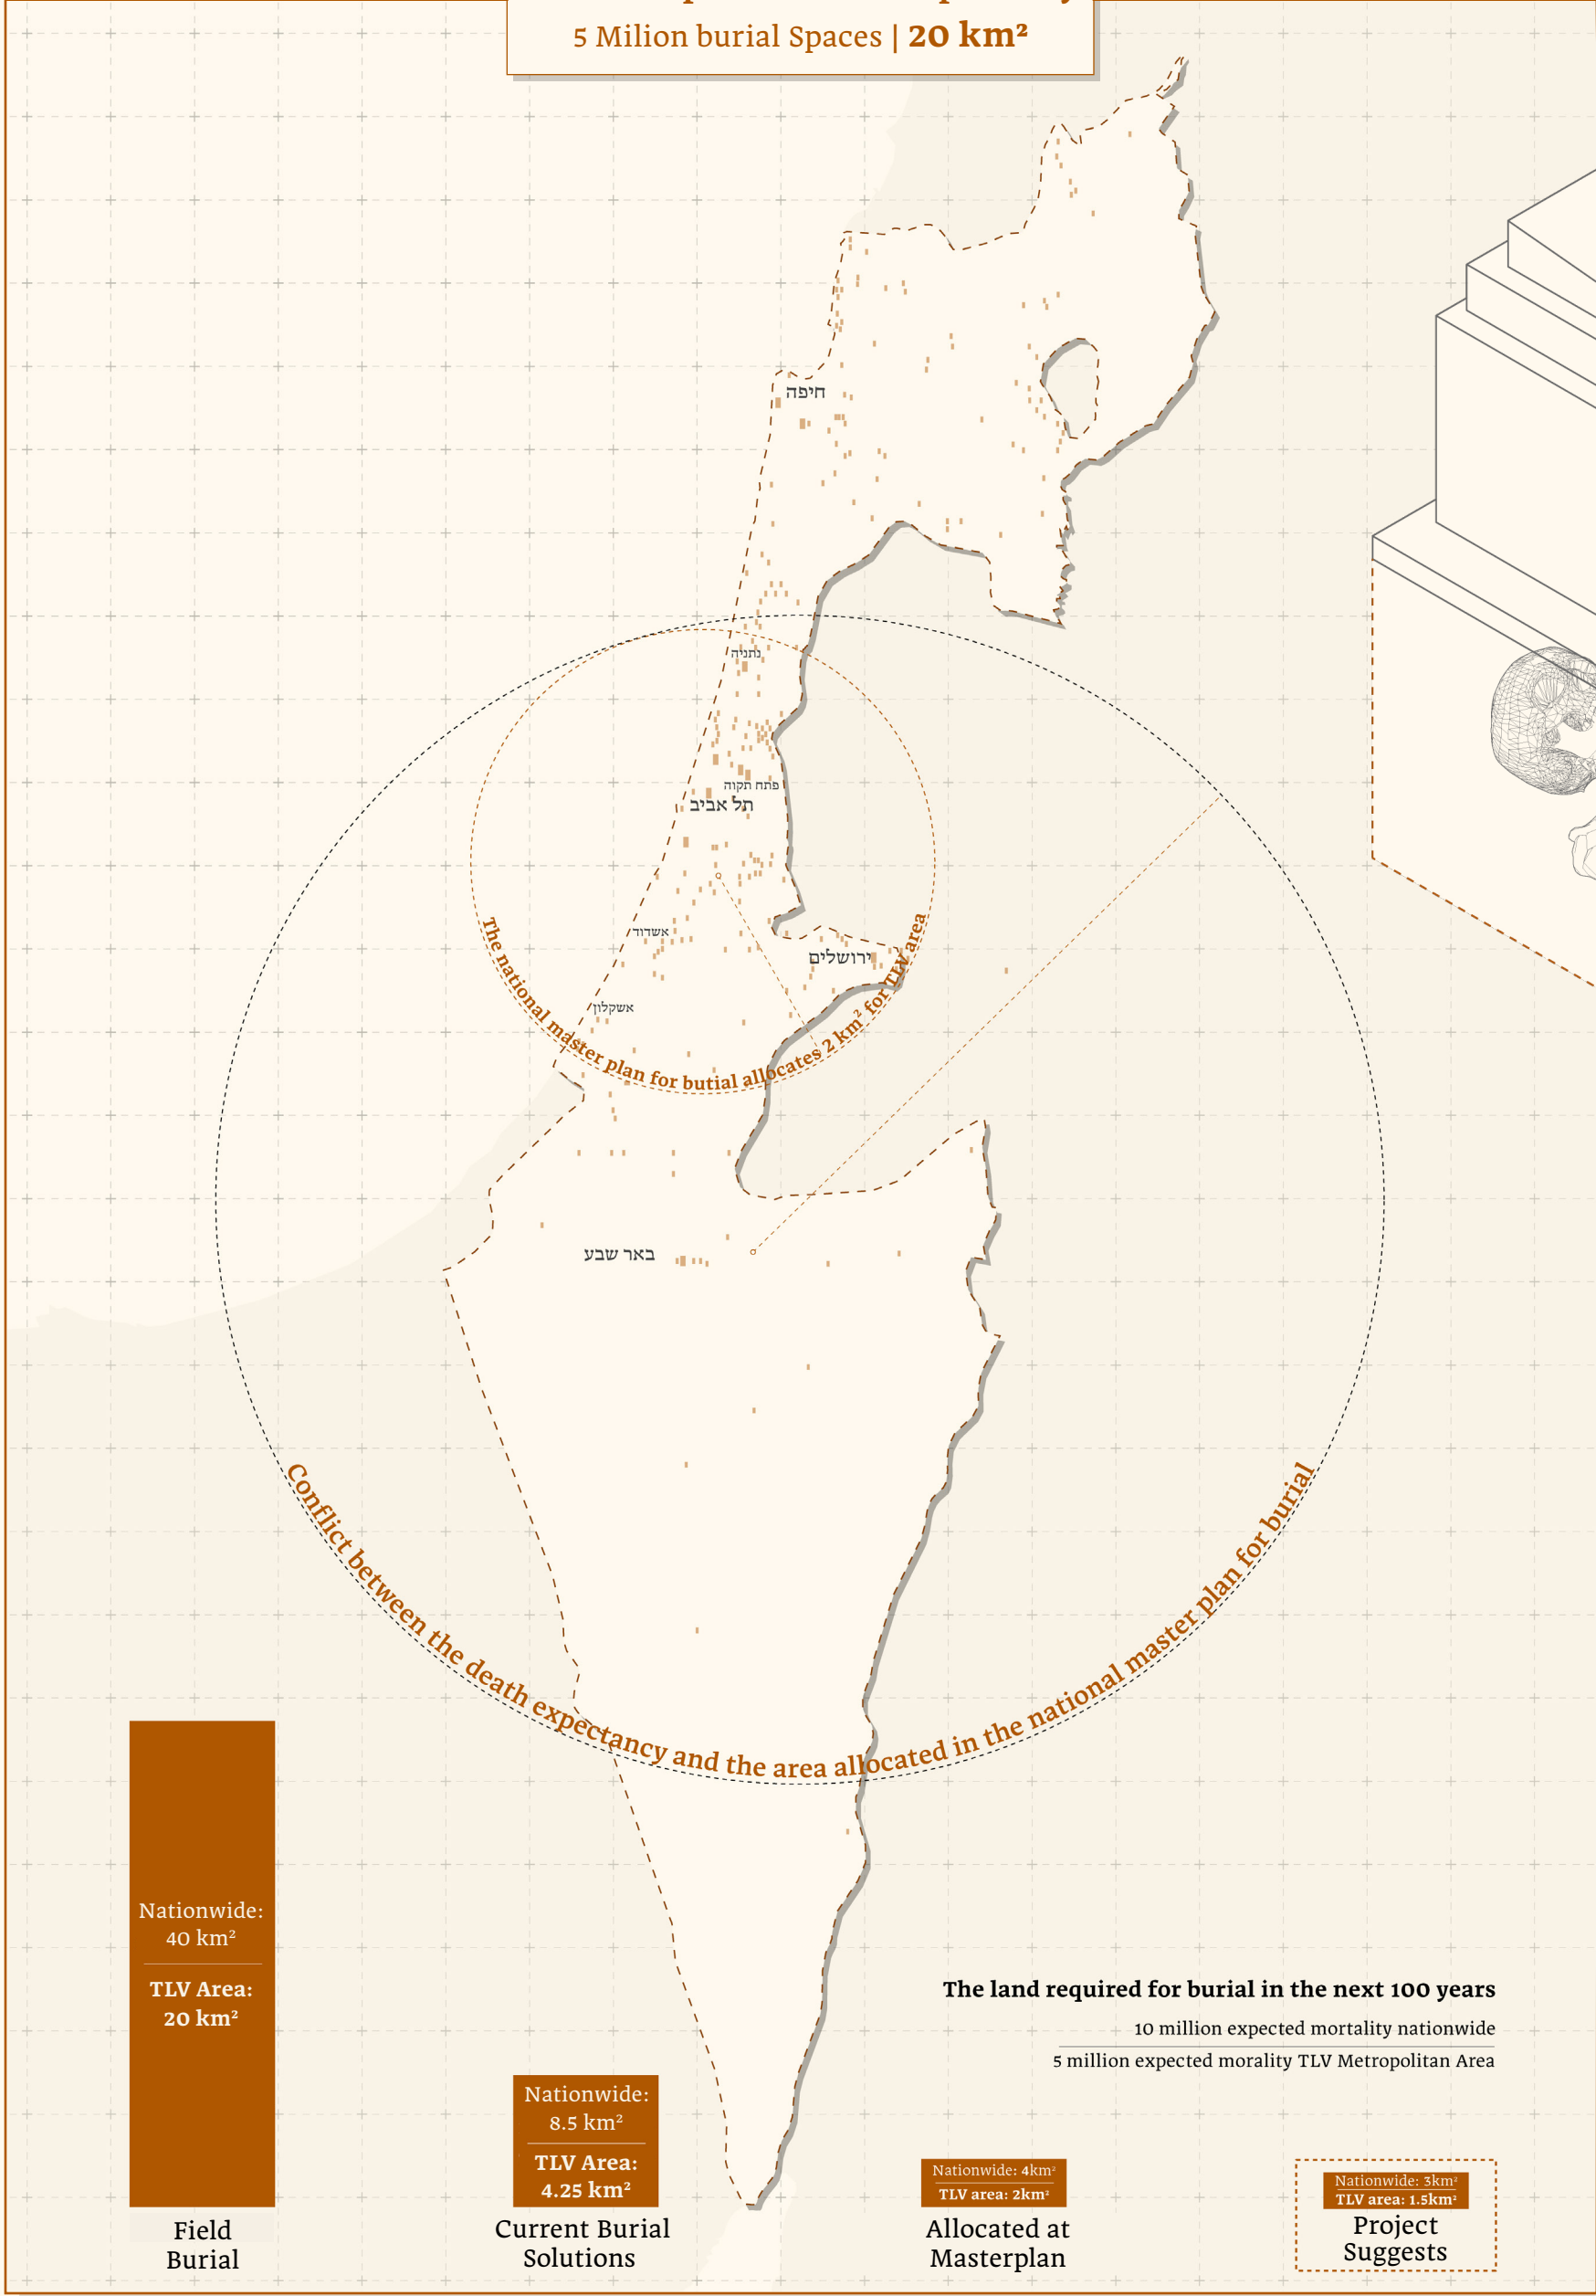 5 Milion burial Spaces | 20 km²
חיפה
נתניה
פתח תקוה
תל אביב
אשדוד
ירושלים
אשקלון
The national master plan for butial allocates 2 km² for TLV area
באר שבע
Conflict between the death expectancy and the area allocated in the national master plan for burial
Nationwide:
40 km²
TLV Area:
20 km²
Field
Burial
Nationwide:
8.5 km²
TLV Area:
4.25 km²
Current Burial
Solutions
The land required for burial in the next 100 years
10 million expected mortality nationwide
5 million expected morality TLV Metropolitan Area
Nationwide: 4km²
TLV area: 2km²
Allocated at
Masterplan
Nationwide: 3km²
TLV area: 1.5km²
Project
Suggests